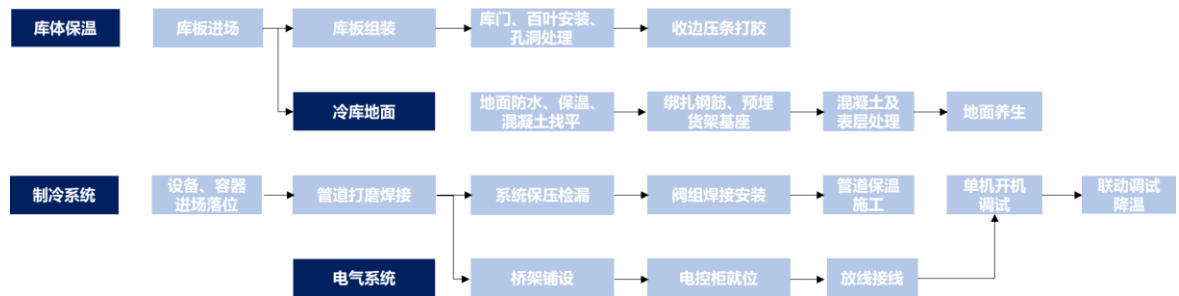 库体保温
库板进场
库板组装
库门、百叶安装、
孔洞处理
收边压条打胶
冷库地面
地面防水、保温、
混凝土找平
绑扎钢筋、预埋
货架基座
混凝土及
表层处理
地面养生
制冷系统
设备、容器
进场落位
管道打磨焊接
系统保压检漏
阀组焊接安装
管道保温
施工
单机开机
调试
联动调试
降温
电气系统
桥架铺设
电控柜就位
放线接线